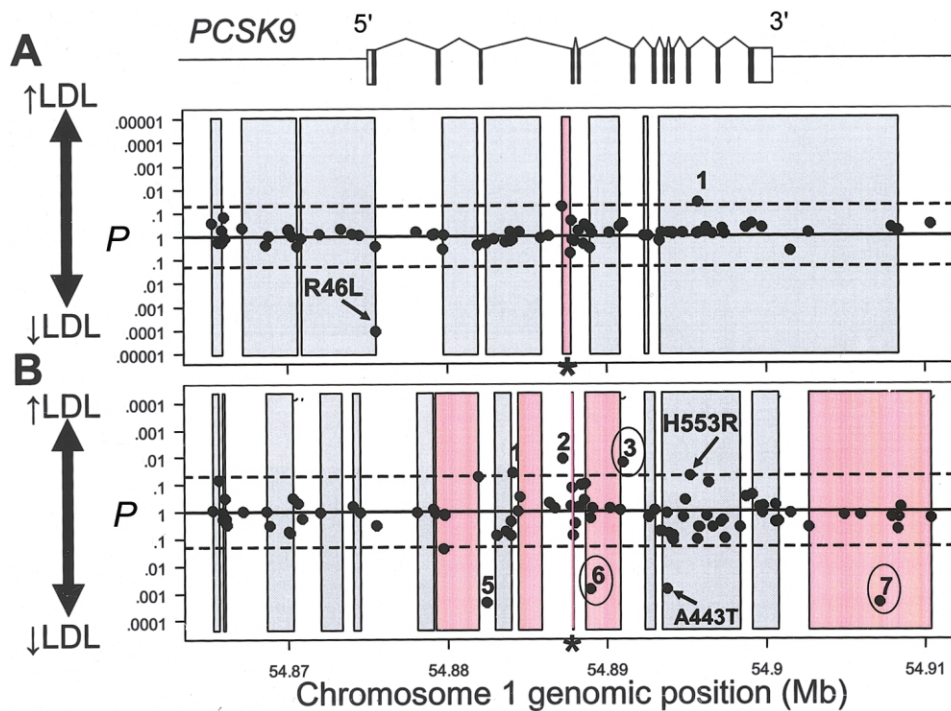 PCSK9 5' 3'
A
↑LDL
↓LDL
P
.00001
.0001
.001
.01
.1
1
.1
.01
.001
.0001
.00001
R46L
1
*
B
↑LDL
↓LDL
P
.0001
.001
.01
.1
1
.1
.01
.001
.0001
1
2
3
H553R
5
6
A443T
7
*
54.87 54.88 54.89 54.9 54.91
Chromosome 1 genomic position (Mb)